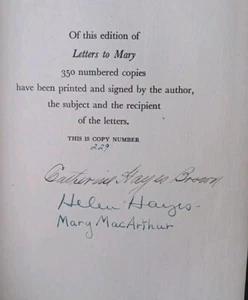 Of this edition of
Letters to Mary
350 numbered copies
have been printed and signed by the author,
the subject and the recipient
of the letters.
THIS IS COPY NUMBER
229
Catherine Hayes Brown
Helen Hayes
Mary MacArthur